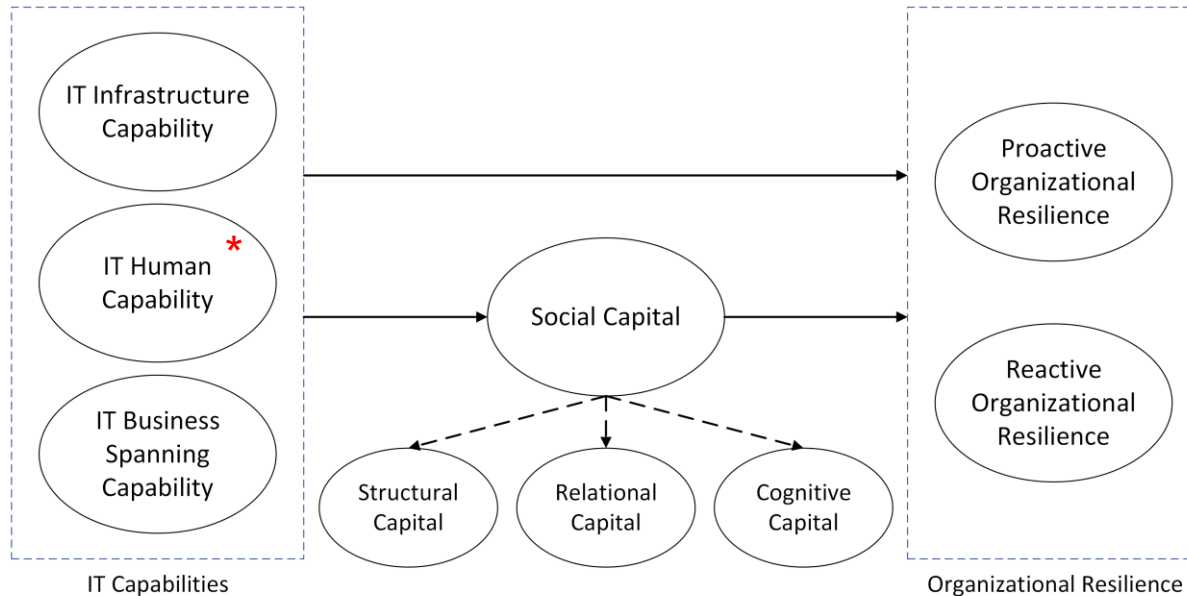 IT Infrastructure
Capability
IT Human
Capability
*
IT Business
Spanning
Capability
IT Capabilities
Social Capital
Structural
Capital
Relational
Capital
Cognitive
Capital
Proactive
Organizational
Resilience
Reactive
Organizational
Resilience
Organizational Resilience